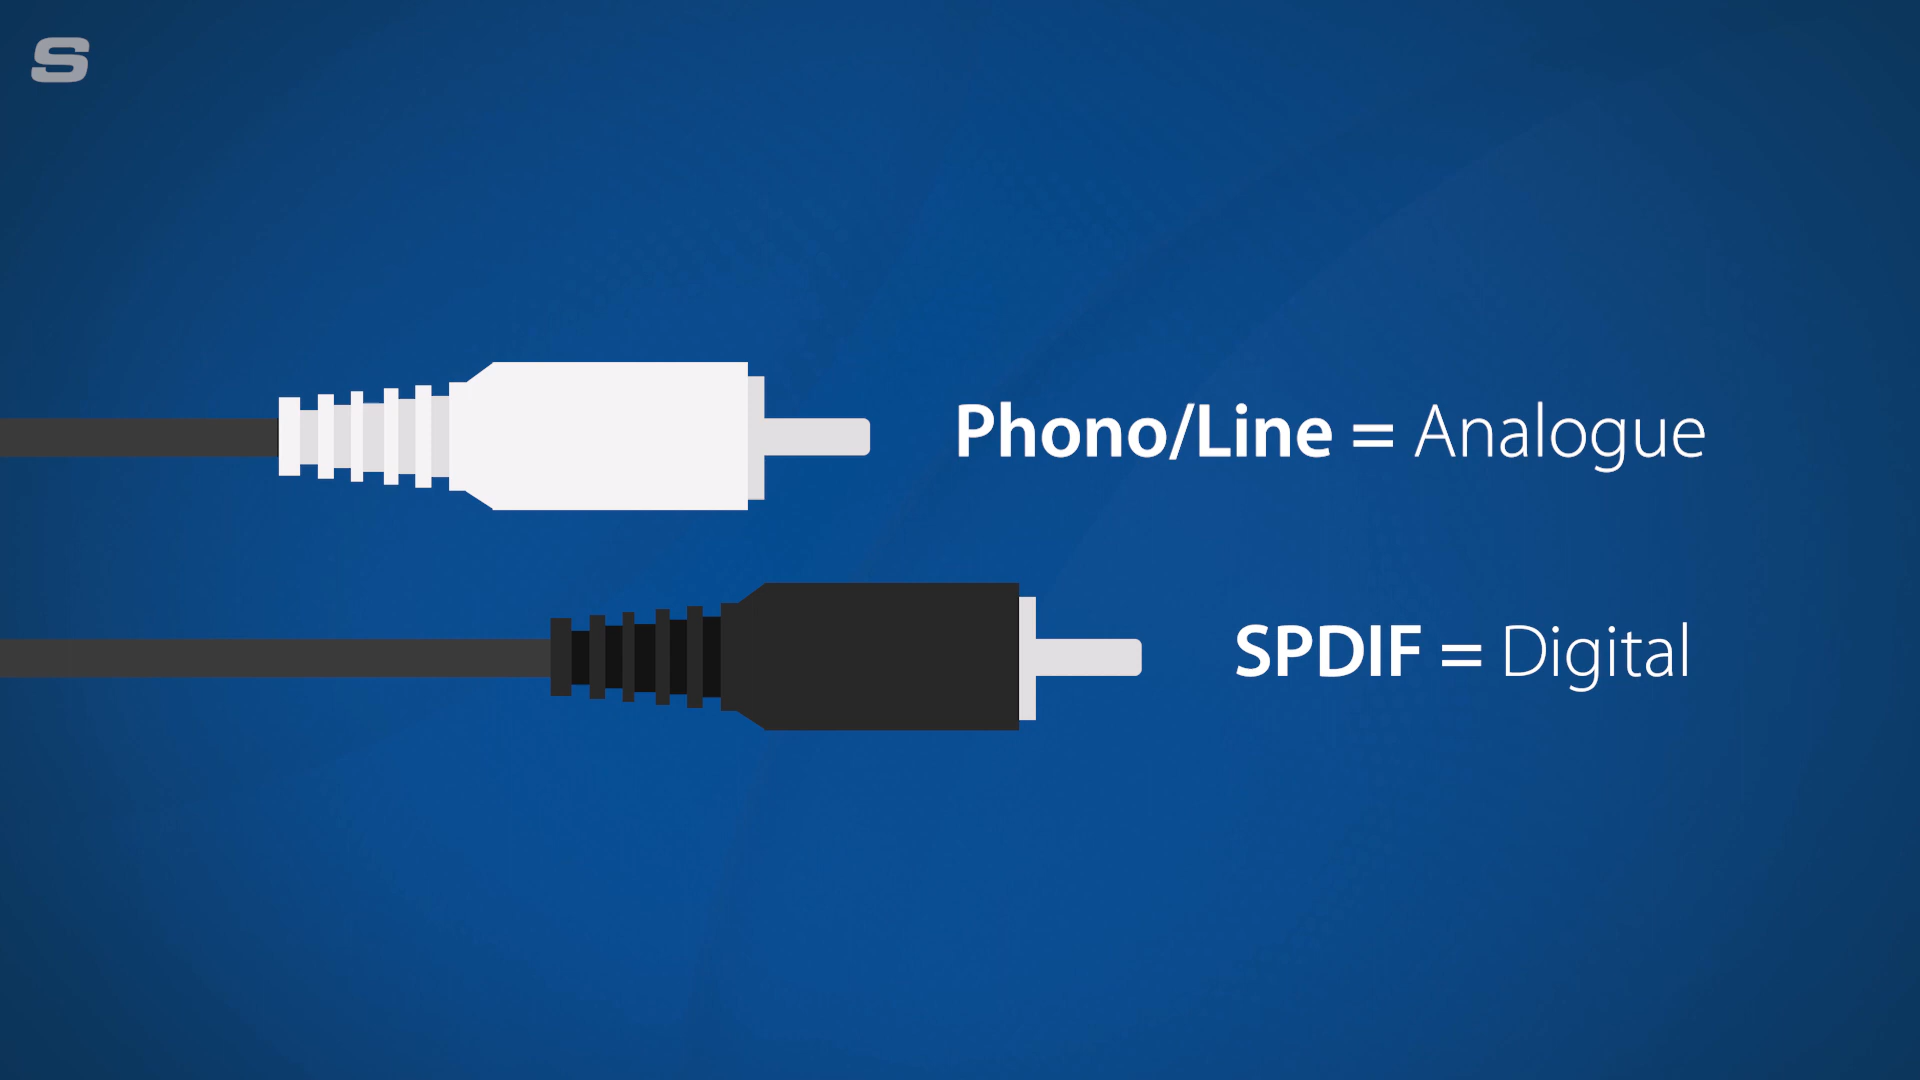 S
Phono/Line = Analogue
SPDIF = Digital